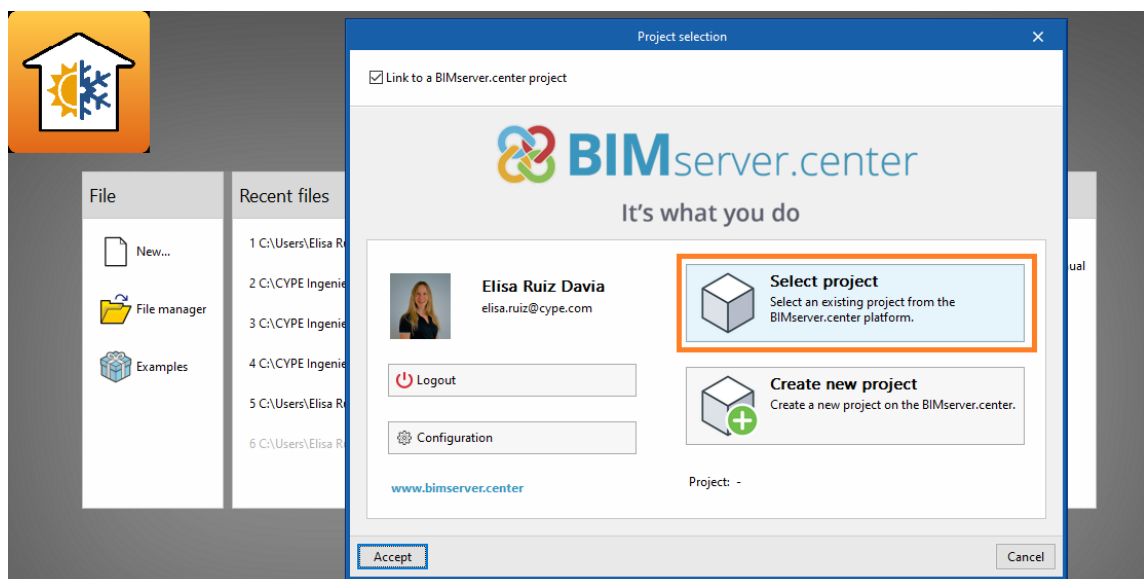 Project selection
Link to a BIMserver.center project
BIMserver.center
It's what you do
File
New...
File manager
Examples
Recent files
1 C:\Users\Elisa Ru
2 C:\CYPE Ingenie
3 C:\CYPE Ingenie
4 C:\CYPE Ingenie
5 C:\Users\Elisa Ru
6 C:\Users\Elisa Ru
Elisa Ruiz Davia
elisa.ruiz@cype.com
Logout
Configuration
www.bimserver.center
Select project
Select an existing project from the
BIMserver.center platform.
Create new project
Create a new project on the BIMserver.center.
Project: -
ual
Accept
Cancel